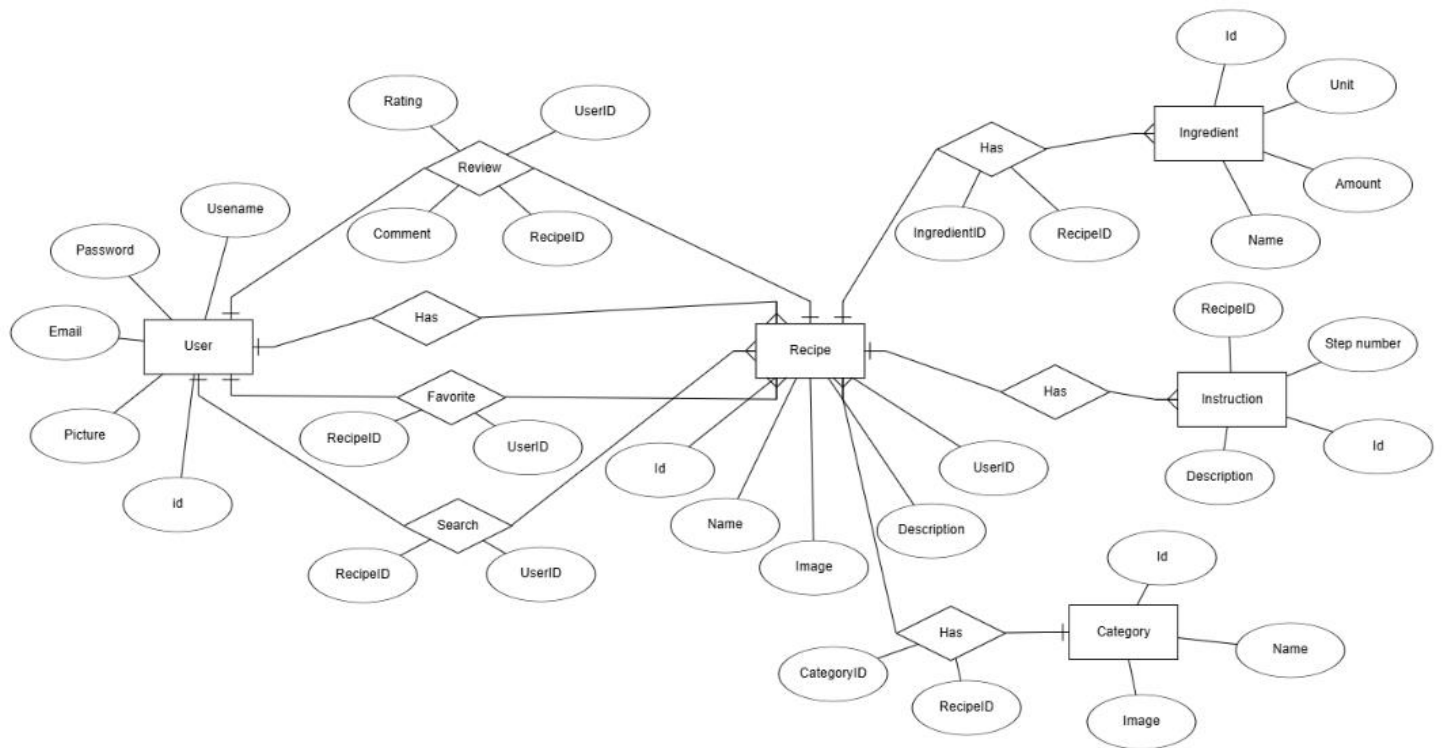 Id
Unit
Ingredient
Amount
Name
Has
IngredientID
RecipeID
Rating
UserID
Review
Comment
RecipeID
Usename
Password
Email
User
Picture
id
Has
Favorite
RecipeID
UserID
Search
RecipeID
UserID
Recipe
Id
Name
Image
Description
UserID
Has
RecipeID
Step number
Instruction
Id
Description
Has
CategoryID
RecipeID
Id
Category
Name
Image